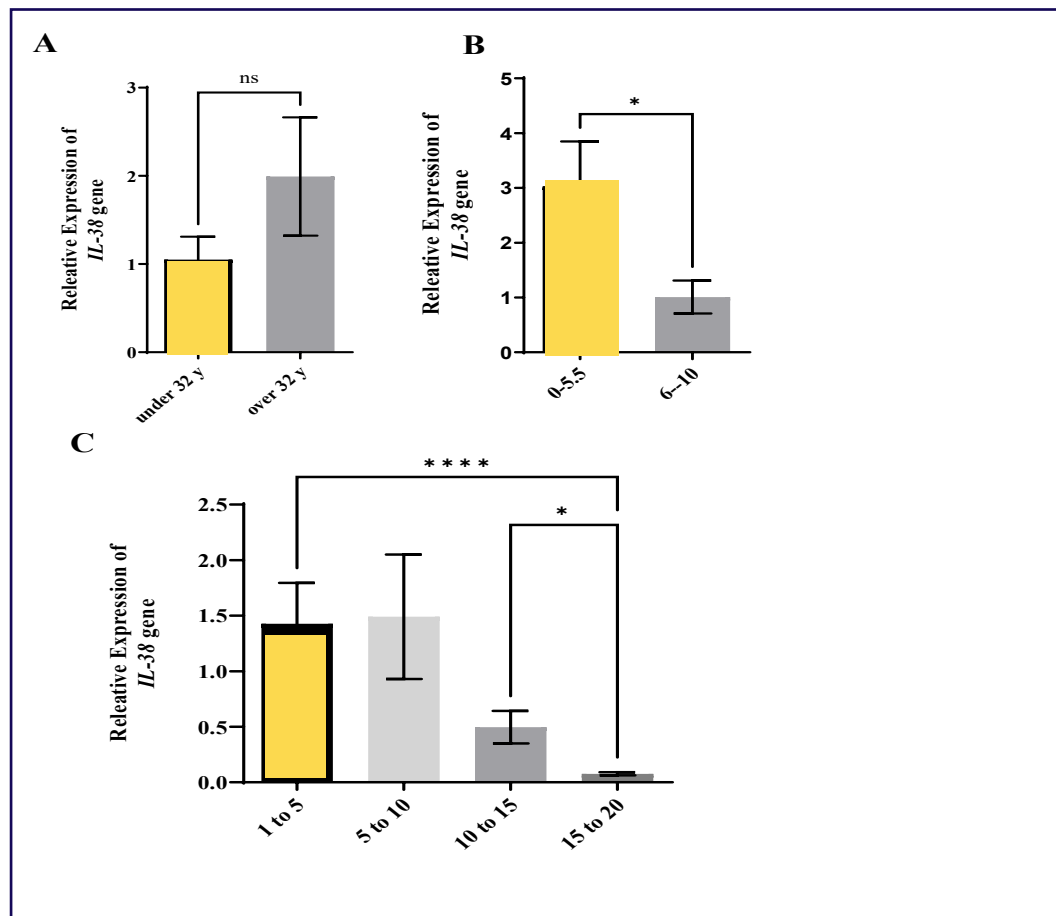 A
ns
3
2
1
0
Releative Expression of
IL-38 gene
under 32 y
over 32 y
B
*
5
4
3
2
1
0
Releative Expression of
IL-38 gene
0-5.5
6--10
C
****
*
2.5
2.0
1.5
1.0
0.5
0.0
Releative Expression of
IL-38 gene
1 to 5
5 to 10
10 to 15
15 to 20